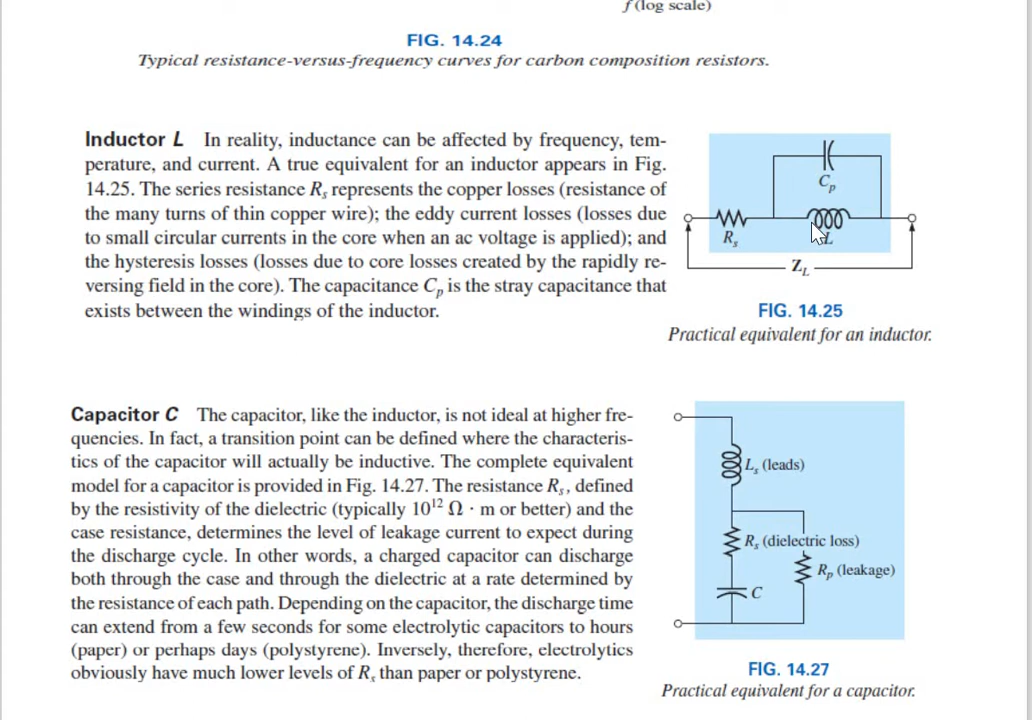 f (log scale)
FIG. 14.24
Typical resistance-versus-frequency curves for carbon composition resistors.
Inductor L In reality, inductance can be affected by frequency, tem-
perature, and current. A true equivalent for an inductor appears in Fig.
14.25. The series resistance Rs represents the copper losses (resistance of
the many turns of thin copper wire); the eddy current losses (losses due
to small circular currents in the core when an ac voltage is applied); and
the hysteresis losses (losses due to core losses created by the rapidly re-
versing field in the core). The capacitance Cp is the stray capacitance that
exists between the windings of the inductor.
Cp
Rs
L
ZL
FIG. 14.25
Practical equivalent for an inductor.
Capacitor C The capacitor, like the inductor, is not ideal at higher fre-
quencies. In fact, a transition point can be defined where the characteris-
tics of the capacitor will actually be inductive. The complete equivalent
model for a capacitor is provided in Fig. 14.27. The resistance Rs, defined
by the resistivity of the dielectric (typically 10¹² Ω · m or better) and the
case resistance, determines the level of leakage current to expect during
the discharge cycle. In other words, a charged capacitor can discharge
both through the case and through the dielectric at a rate determined by
the resistance of each path. Depending on the capacitor, the discharge time
can extend from a few seconds for some electrolytic capacitors to hours
(paper) or perhaps days (polystyrene). Inversely, therefore, electrolytics
obviously have much lower levels of Rs than paper or polystyrene.
Ls (leads)
Rs (dielectric loss)
Rp (leakage)
C
FIG. 14.27
Practical equivalent for a capacitor.